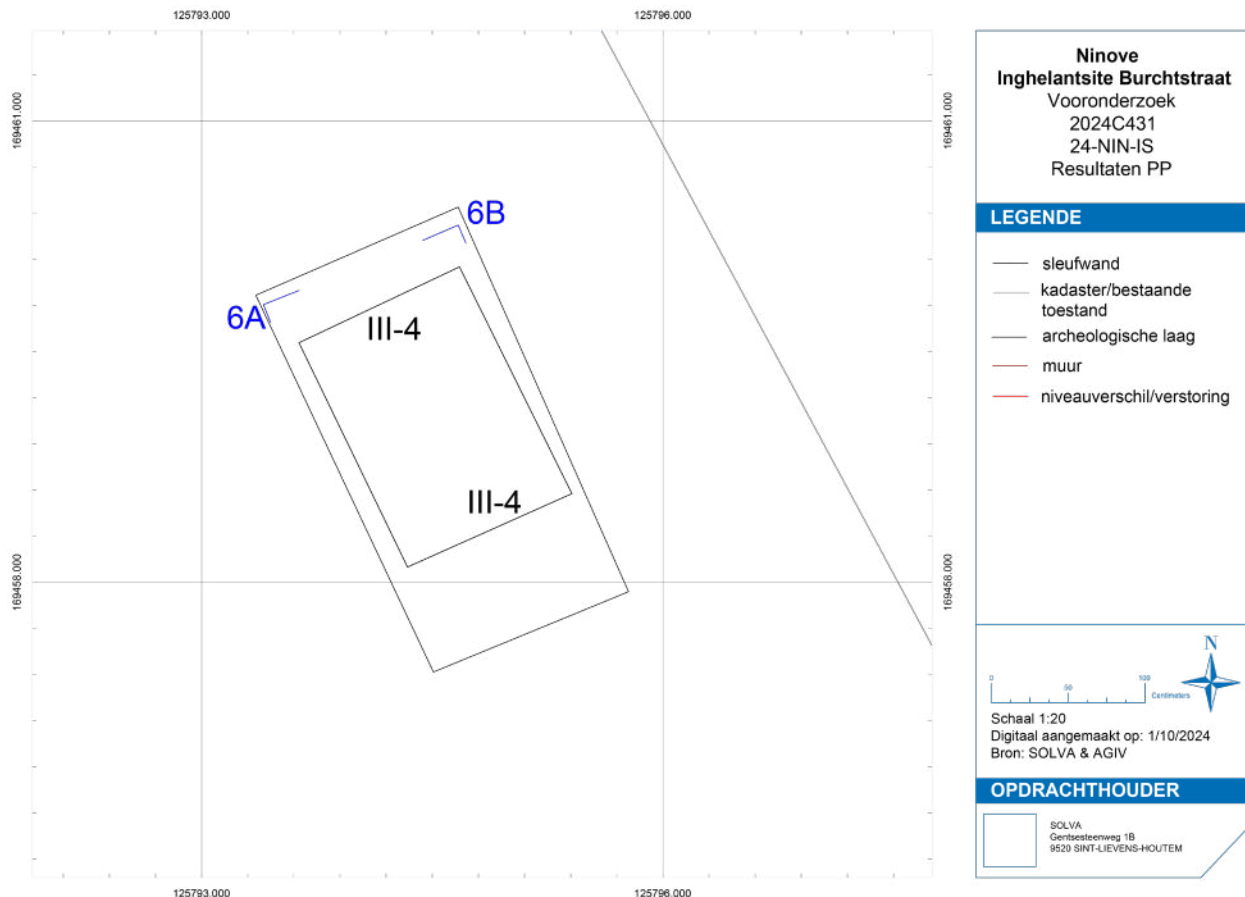 125793.000
125796.000
169461.000
169461.000
6B
6A
III-4
III-4
169458.000
169458.000
125793.000
125796.000
Ninove
Inghelantsite Burchtstraat
Vooronderzoek
2024C431
24-NIN-IS
Resultaten PP
LEGENDE
sleufwand
kadaster/bestaande
toestand
archeologische laag
muur
niveauverschil/verstoring
N
0
50
100
Centimeters
Schaal 1:20
Digitaal aangemaakt op: 1/10/2024
Bron: SOLVA & AGIV
OPDRACHTHOUDER
SOLVA
Gentsesteenweg 1B
9520 SINT-LIEVENS-HOUTEM